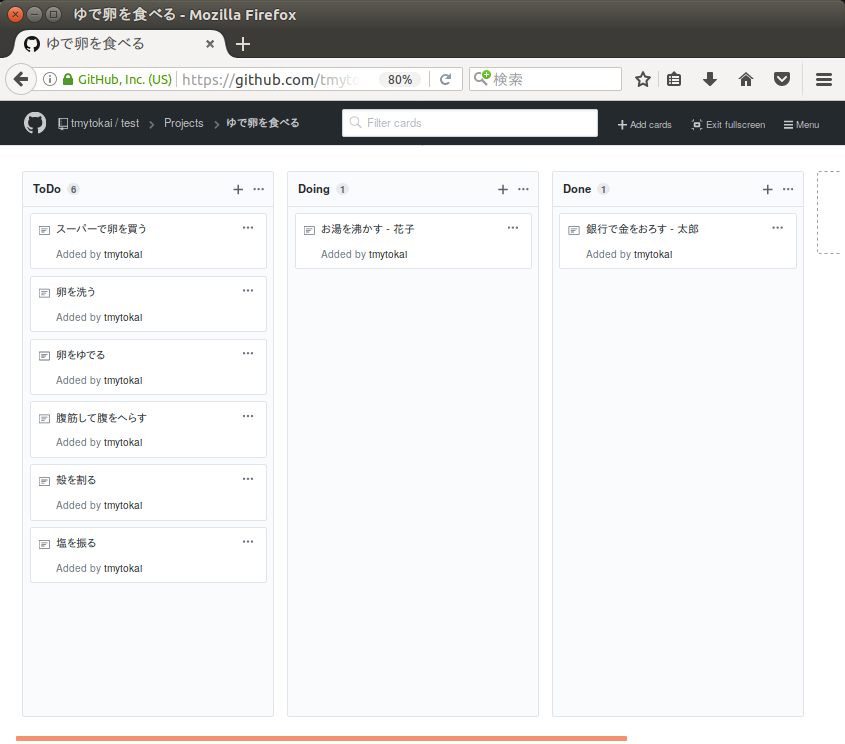 ゆで卵を食べる - Mozilla Firefox
ゆで卵を食べる
GitHub, Inc. (US) https://github.com/tmyto 80% 検索
tmytokai / test Projects ゆで卵を食べる Filter cards Add cards Exit fullscreen Menu
ToDo 6
スーパーで卵を買う
Added by tmytokai
卵を洗う
Added by tmytokai
卵をゆでる
Added by tmytokai
腹筋して腹をへらす
Added by tmytokai
殻を割る
Added by tmytokai
塩を振る
Added by tmytokai
Doing 1
お湯を沸かす - 花子
Added by tmytokai
Done 1
銀行で金をおろす - 太郎
Added by tmytokai